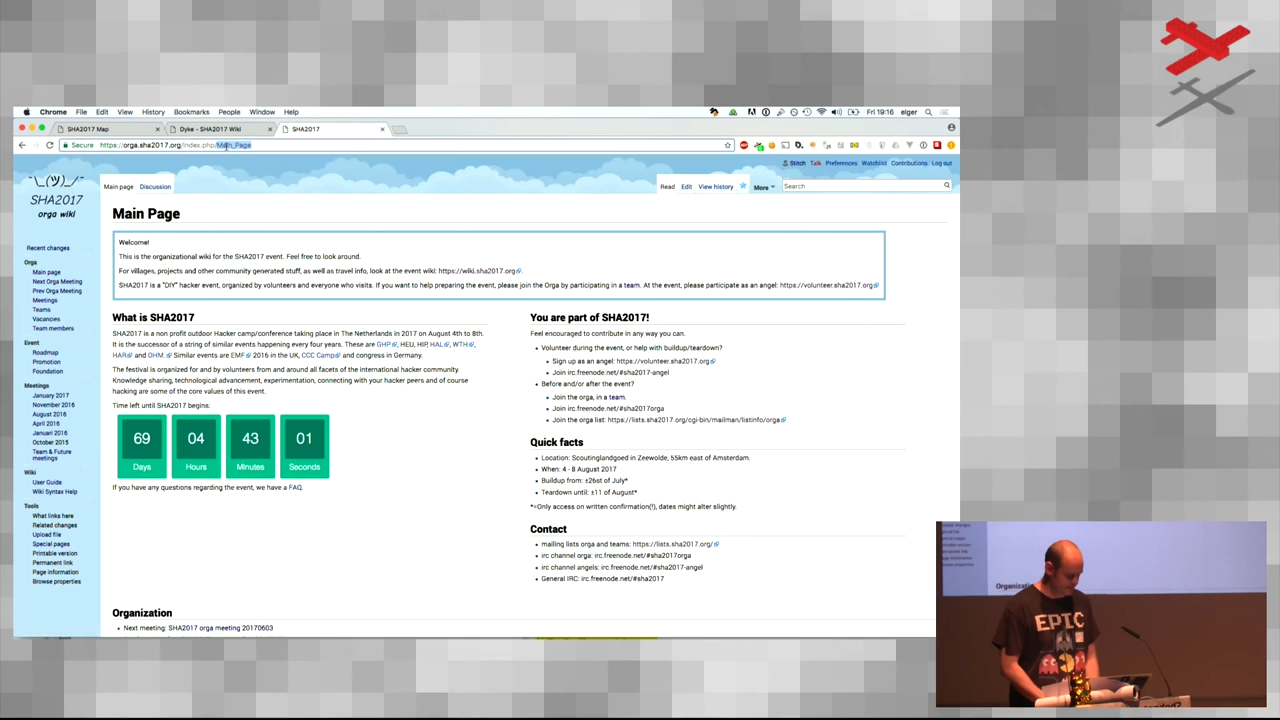 Chrome File Edit View History Bookmarks People Window Help
Fri 19:16 elger
SHA2017 Map
Dyke - SHA2017 Wiki
SHA2017
Secure https://orga.sha2017.org/index.php/Main_Page
Stitch Talk Preferences Watchlist Contributions Log out
Main page Discussion
Read Edit View history More Search
¯\_(ツ)_/¯
SHA2017
orga wiki
Recent changes
Orga
Main page
Next Orga Meeting
Prev Orga Meeting
Meetings
Teams
Vacancies
Team members
Event
Roadmap
Promotion
Foundation
Meetings
January 2017
November 2016
August 2016
April 2016
Januari 2016
October 2015
Team & Future
meetings
Wiki
User Guide
Wiki Syntax Help
Tools
What links here
Related changes
Upload file
Special pages
Printable version
Permanent link
Page information
Browse properties
Main Page
Welcome!
This is the organizational wiki for the SHA2017 event. Feel free to look around.
For villages, projects and other community generated stuff, as well as travel info, look at the event wiki: https://wiki.sha2017.org.
SHA2017 is a "DIY" hacker event, organized by volunteers and everyone who visits. If you want to help preparing the event, please join the Orga by participating in a team. At the event, please participate as an angel: https://volunteer.sha2017.org
What is SHA2017
SHA2017 is a non profit outdoor Hacker camp/conference taking place in The Netherlands in 2017 on August 4th to 8th.
It is the successor of a string of similar events happening every four years. These are GHP, HEU, HIP, HAL, WTH,
HAR and OHM. Similar events are EMF 2016 in the UK, CCC Camp and congress in Germany.
The festival is organized for and by volunteers from and around all facets of the international hacker community.
Knowledge sharing, technological advancement, experimentation, connecting with your hacker peers and of course
hacking are some of the core values of this event.
Time left until SHA2017 begins:
69 04 43 01
Days Hours Minutes Seconds
If you have any questions regarding the event, we have a FAQ.
You are part of SHA2017!
Feel encouraged to contribute in any way you can.
Volunteer during the event, or help with buildup/teardown?
Sign up as an angel: https://volunteer.sha2017.org
Join irc.freenode.net/#sha2017-angel
Before and/or after the event?
Join the orga, in a team.
Join irc.freenode.net/#sha2017orga
Join the orga list: https://lists.sha2017.org/cgi-bin/mailman/listinfo/orga
Quick facts
Location: Scoutinglandgoed in Zeewolde, 55km east of Amsterdam.
When: 4 - 8 August 2017
Buildup from: ±26st of July*
Teardown until: ±11 of August*
*=Only access on written confirmation(!), dates might alter slightly.
Contact
mailing lists orga and teams: https://lists.sha2017.org/
irc channel orga: irc.freenode.net/#sha2017orga
irc channel angels: irc.freenode.net/#sha2017-angel
General IRC: irc.freenode.net/#sha2017
Organization
Next meeting: SHA2017 orga meeting 20170603
EPIC